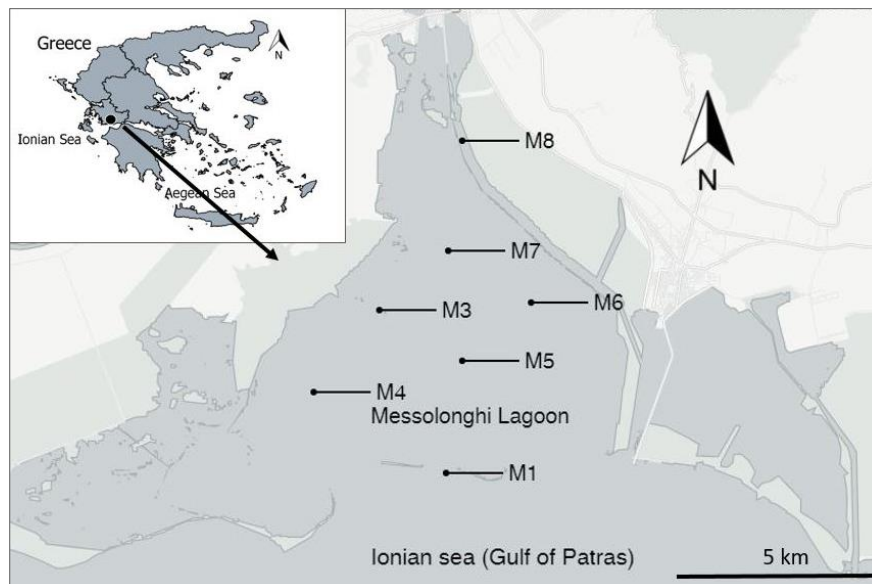 Greece
N
Ionian Sea
Aegean Sea
N
M8
M7
M6
M3
M5
M4
Messolonghi Lagoon
M1
Ionian sea (Gulf of Patras)
5 km